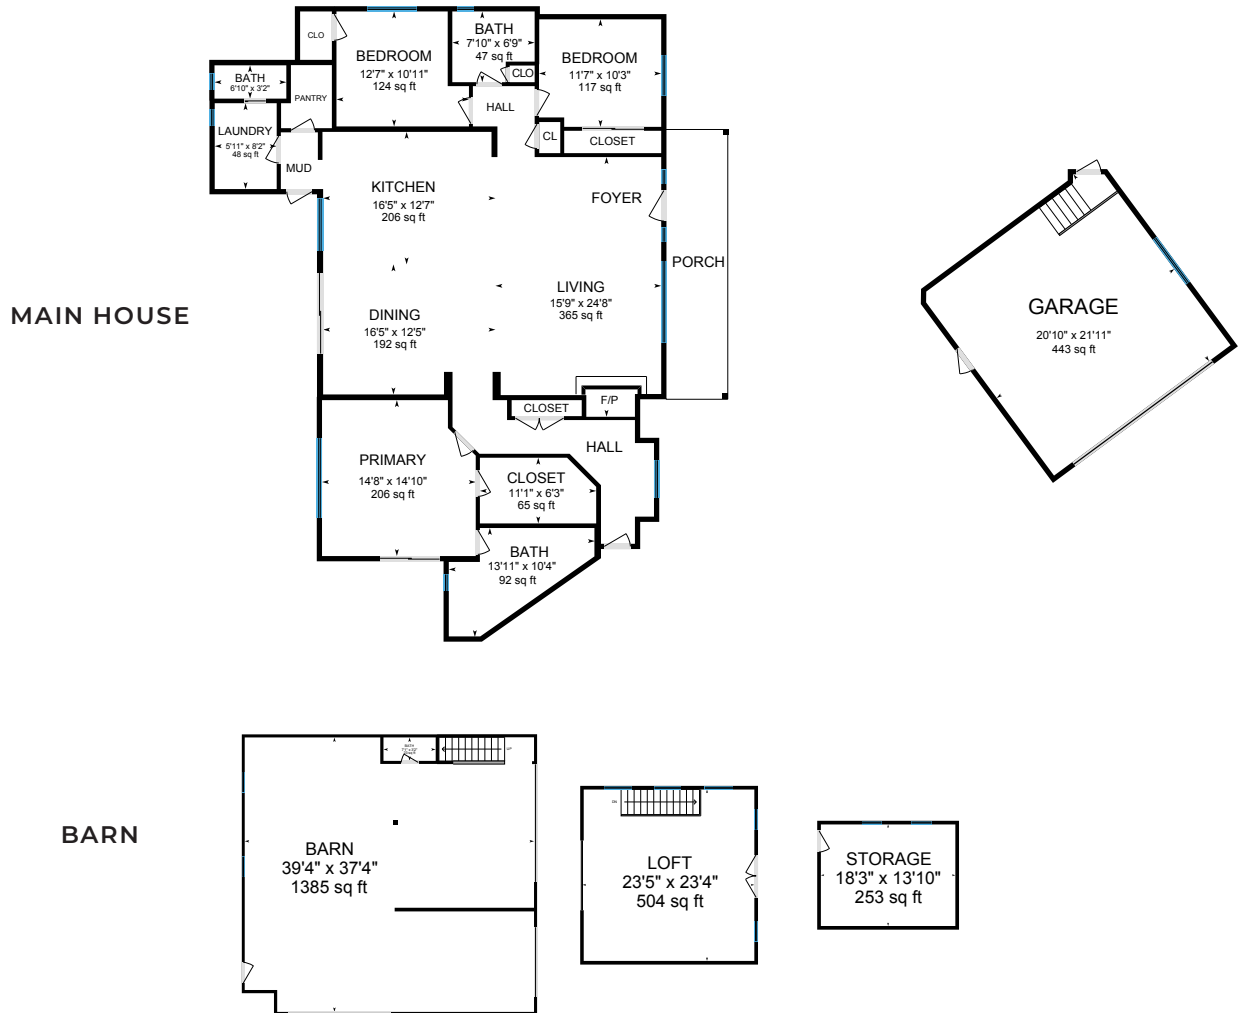 CLO
BEDROOM
12'7" x 10'11"
124 sq ft
BATH
7'10" x 6'9"
47 sq ft
CLO
BEDROOM
11'7" x 10'3"
117 sq ft
BATH
6'10" x 3'2"
PANTRY
HALL
LAUNDRY
5'11" x 8'2"
48 sq ft
MUD
CL
CLOSET
KITCHEN
16'5" x 12'7"
206 sq ft
FOYER
PORCH
MAIN HOUSE
DINING
16'5" x 12'5"
192 sq ft
LIVING
15'9" x 24'8"
365 sq ft
GARAGE
20'10" x 21'11"
443 sq ft
CLOSET
F/P
HALL
PRIMARY
14'8" x 14'10"
206 sq ft
CLOSET
11'1" x 6'3"
65 sq ft
BATH
13'11" x 10'4"
92 sq ft
BATH
UP
BARN
BARN
39'4" x 37'4"
1385 sq ft
DN
LOFT
23'5" x 23'4"
504 sq ft
STORAGE
18'3" x 13'10"
253 sq ft